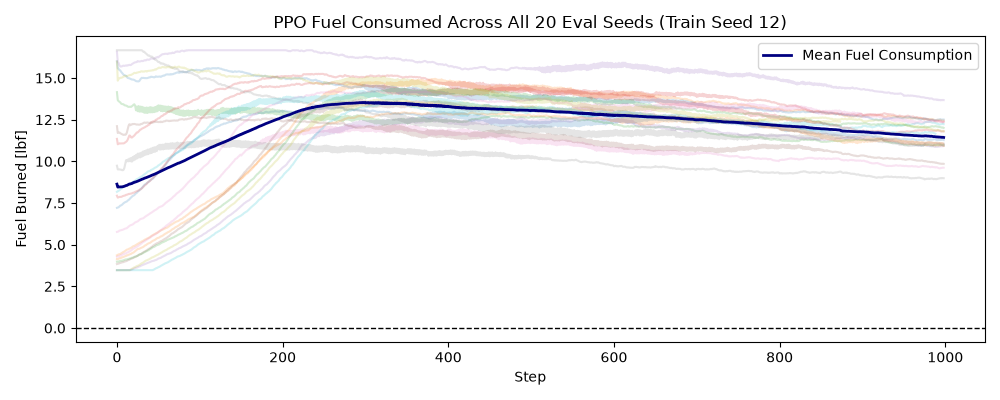 PPO Fuel Consumed Across All 20 Eval Seeds (Train Seed 12)
Mean Fuel Consumption
Fuel Burned [lbf]
15.0
12.5
10.0
7.5
5.0
2.5
0.0
0 200 400 600 800 1000
Step